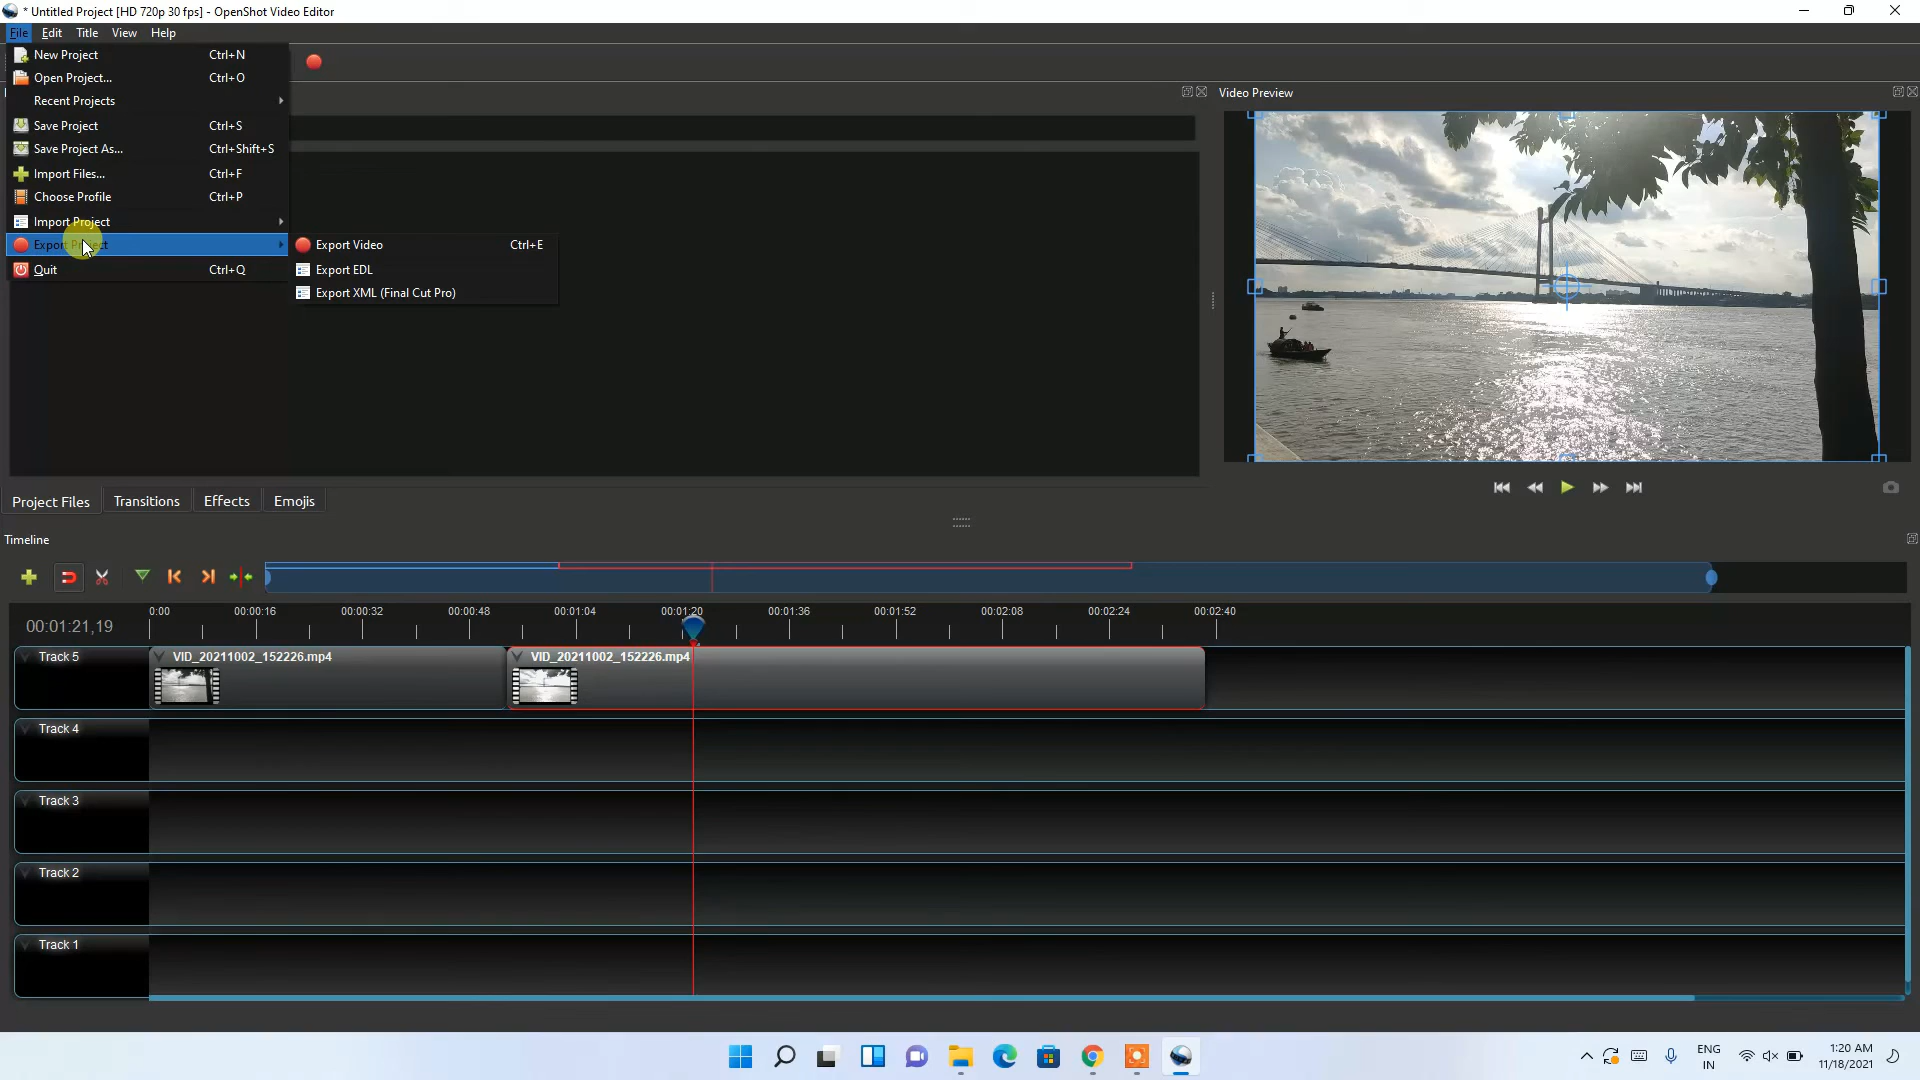 * Untitled Project [HD 720p 30 fps] - OpenShot Video Editor
File Edit Title View Help
New Project Ctrl+N
Open Project... Ctrl+O
Recent Projects
Save Project Ctrl+S
Save Project As... Ctrl+Shift+S
Import Files... Ctrl+F
Choose Profile Ctrl+P
Import Project
Export Project
Quit Ctrl+Q
Export Video Ctrl+E
Export EDL
Export XML (Final Cut Pro)
Video Preview
Project Files Transitions Effects Emojis
Timeline
00:01:21,19
0:00 00:00:16 00:00:32 00:00:48 00:01:04 00:01:20 00:01:36 00:01:52 00:02:08 00:02:24 00:02:40
Track 5 VID_20211002_152226.mp4 VID_20211002_152226.mp4
Track 4
Track 3
Track 2
Track 1
ENG
IN
1:20 AM
11/18/2021